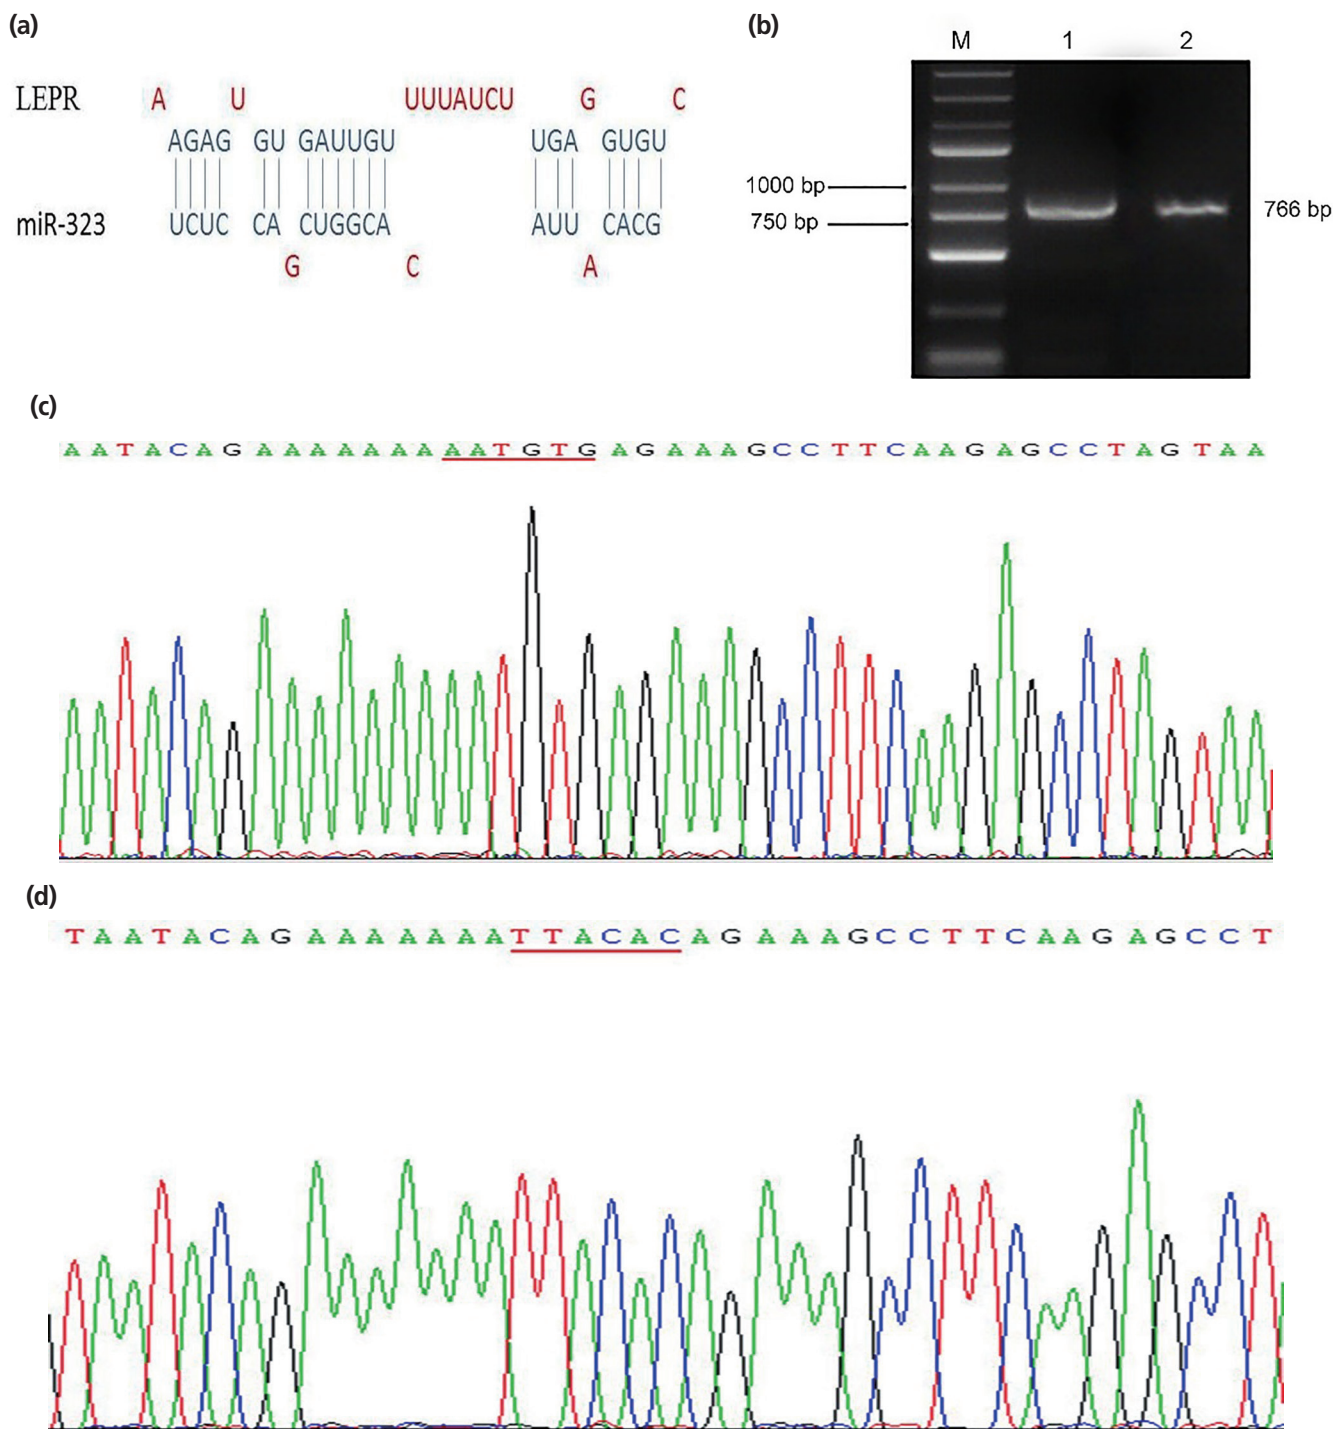 (a)
LEPR A U UUUAUCU G C
AGAG GU GAUUGU UGA GUGU
miR-323 UCUC CA CUGGCA AUU CACG
G C A
(b)
M 1 2
1000 bp
750 bp
766 bp
(c)
AATACAGAAAAAAAAATGTGAGAAAGCCTTCAAGAGCCTAGTAA
(d)
TAATACAGAAAAAAATTACACAGAAAGCCTTCAAGAGCCT